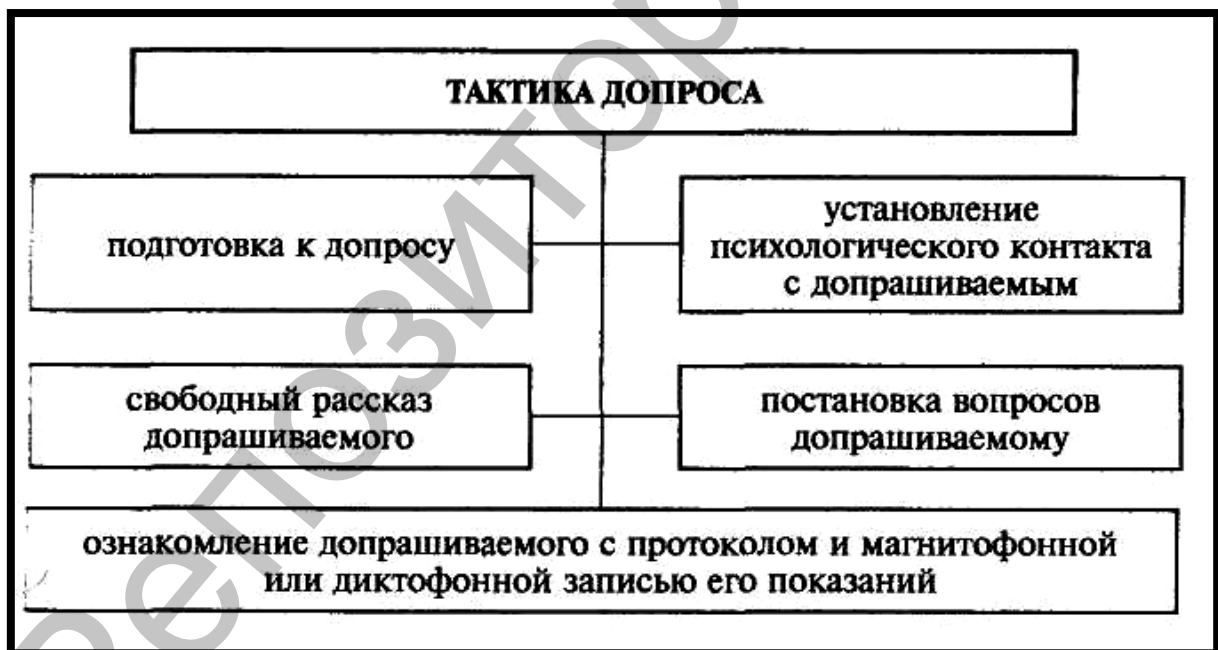 ТАКТИКА ДОПРОСА
подготовка к допросу
установление
психологического контакта
с допрашиваемым
свободный рассказ
допрашиваемого
постановка вопросов
допрашиваемому
ознакомление допрашиваемого с протоколом и магнитофонной
или диктофонной записью его показаний
Репозитор